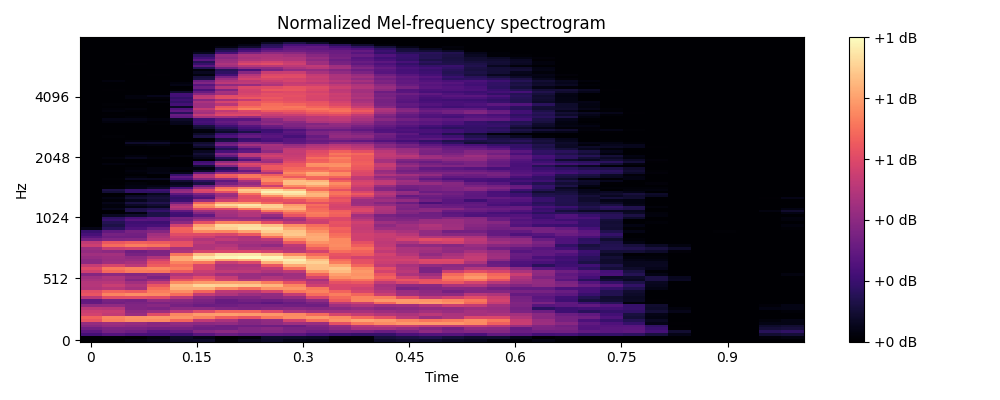 Normalized Mel-frequency spectrogram
Hz
4096
2048
1024
512
0
0 0.15 0.3 0.45 0.6 0.75 0.9
Time
+1 dB
+1 dB
+1 dB
+0 dB
+0 dB
+0 dB